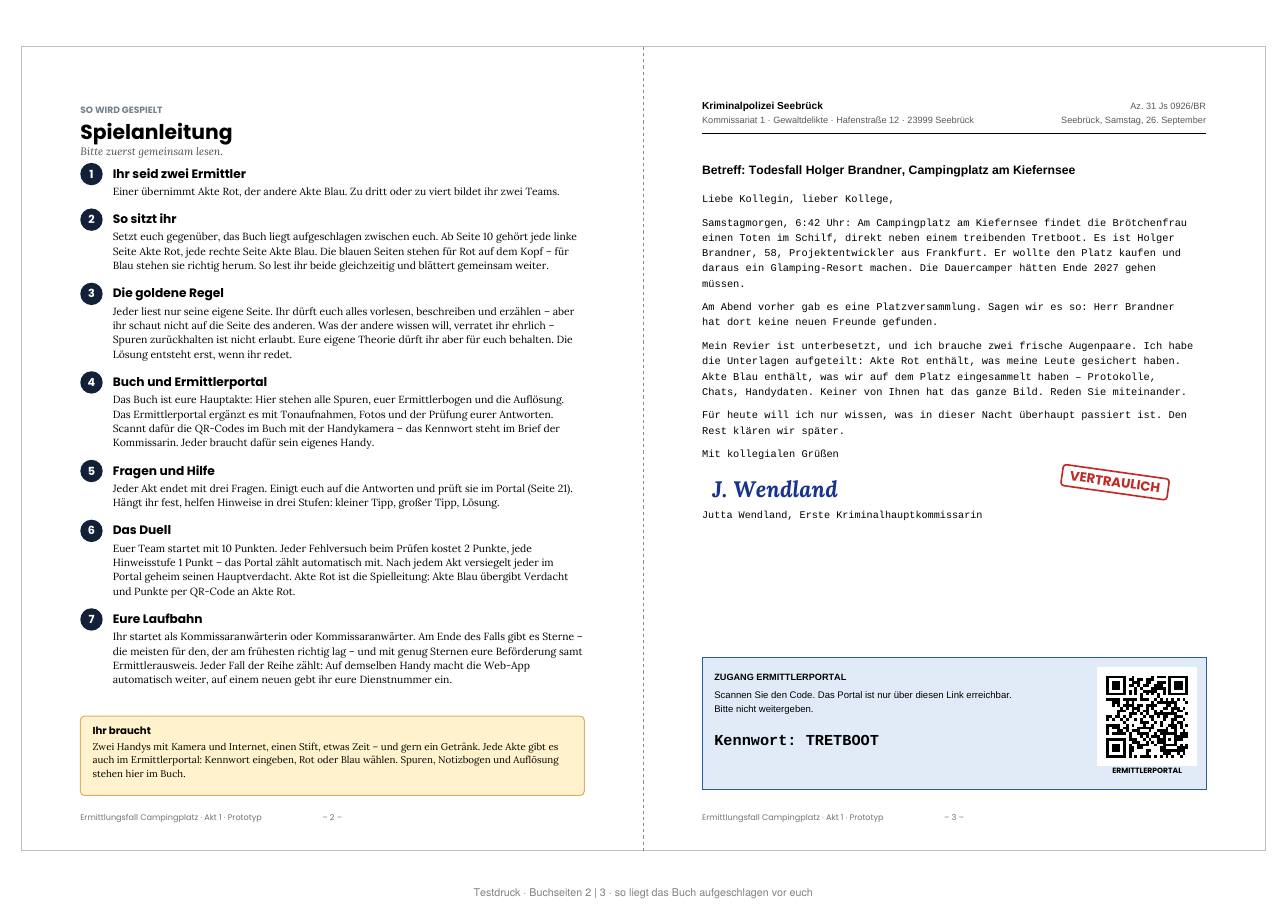 SO WIRD GESPIELT
Spielanleitung
Bitte zuerst gemeinsam lesen.
1 Ihr seid zwei Ermittler
Einer übernimmt Akte Rot, der andere Akte Blau. Zu dritt oder zu viert bildet ihr zwei Teams.
2 So sitzt ihr
Setzt euch gegenüber, das Buch liegt aufgeschlagen zwischen euch. Ab Seite 10 gehört jede linke
Seite Akte Rot, jede rechte Seite Akte Blau. Die blauen Seiten stehen für Rot auf dem Kopf – für
Blau stehen sie richtig herum. So lest ihr beide gleichzeitig und blättert gemeinsam weiter.
3 Die goldene Regel
Jeder liest nur seine eigene Seite. Ihr dürft euch alles vorlesen, beschreiben und erzählen – aber
ihr schaut nicht auf die Seite des anderen. Was der andere wissen will, verratet ihr ehrlich –
Spuren zurückhalten ist nicht erlaubt. Eure eigene Theorie dürft ihr aber für euch behalten. Die
Lösung entsteht erst, wenn ihr redet.
4 Buch und Ermittlerportal
Das Buch ist eure Hauptakte: Hier stehen alle Spuren, euer Ermittlerbogen und die Auflösung.
Das Ermittlerportal ergänzt es mit Tonaufnahmen, Fotos und der Prüfung eurer Antworten.
Scannt dafür die QR-Codes im Buch mit der Handykamera – das Kennwort steht im Brief der
Kommissarin. Jeder braucht dafür sein eigenes Handy.
5 Fragen und Hilfe
Jeder Akt endet mit drei Fragen. Einigt euch auf die Antworten und prüft sie im Portal (Seite 21).
Hängt ihr fest, helfen Hinweise in drei Stufen: kleiner Tipp, großer Tipp, Lösung.
6 Das Duell
Euer Team startet mit 10 Punkten. Jeder Fehlversuch beim Prüfen kostet 2 Punkte, jede
Hinweisstufe 1 Punkt – das Portal zählt automatisch mit. Nach jedem Akt versiegelt jeder im
Portal geheim seinen Hauptverdacht. Akte Rot ist die Spielleitung: Akte Blau übergibt Verdacht
und Punkte per QR-Code an Akte Rot.
7 Eure Laufbahn
Ihr startet als Kommissaranwärterin oder Kommissaranwärter. Am Ende des Falls gibt es Sterne –
die meisten für den, der am frühesten richtig lag – und mit genug Sternen eure Beförderung samt
Ermittlerausweis. Jeder Fall der Reihe zählt: Auf demselben Handy macht die Web-App
automatisch weiter, auf einem neuen gebt ihr eure Dienstnummer ein.
Ihr braucht
Zwei Handys mit Kamera und Internet, einen Stift, etwas Zeit – und gern ein Getränk. Jede Akte gibt es
auch im Ermittlerportal: Kennwort eingeben, Rot oder Blau wählen. Spuren, Notizbogen und Auflösung
stehen hier im Buch.
Ermittlungsfall Campingplatz · Akt 1 · Prototyp – 2 –
Kriminalpolizei Seebrück Az. 31 Js 0926/BR
Kommissariat 1 · Gewaltdelikte · Hafenstraße 12 · 23999 Seebrück Seebrück, Samstag, 26. September
Betreff: Todesfall Holger Brandner, Campingplatz am Kiefernsee
Liebe Kollegin, lieber Kollege,
Samstagmorgen, 6:42 Uhr: Am Campingplatz am Kiefernsee findet die Brötchenfrau
einen Toten im Schilf, direkt neben einem treibenden Tretboot. Es ist Holger
Brandner, 58, Projektentwickler aus Frankfurt. Er wollte den Platz kaufen und
daraus ein Glamping-Resort machen. Die Dauercamper hätten Ende 2027 gehen
müssen.
Am Abend vorher gab es eine Platzversammlung. Sagen wir es so: Herr Brandner
hat dort keine neuen Freunde gefunden.
Mein Revier ist unterbesetzt, und ich brauche zwei frische Augenpaare. Ich habe
die Unterlagen aufgeteilt: Akte Rot enthält, was meine Leute gesichert haben.
Akte Blau enthält, was wir auf dem Platz eingesammelt haben – Protokolle,
Chats, Handydaten. Keiner von Ihnen hat das ganze Bild. Reden Sie miteinander.
Für heute will ich nur wissen, was in dieser Nacht überhaupt passiert ist. Den
Rest klären wir später.
Mit kollegialen Grüßen
J. Wendland
VERTRAULICH
Jutta Wendland, Erste Kriminalhauptkommissarin
ZUGANG ERMITTLERPORTAL
Scannen Sie den Code. Das Portal ist nur über diesen Link erreichbar.
Bitte nicht weitergeben.
Kennwort: TRETBOOT
ERMITTLERPORTAL
Ermittlungsfall Campingplatz · Akt 1 · Prototyp – 3 –
Testdruck · Buchseiten 2 | 3 · so liegt das Buch aufgeschlagen vor euch